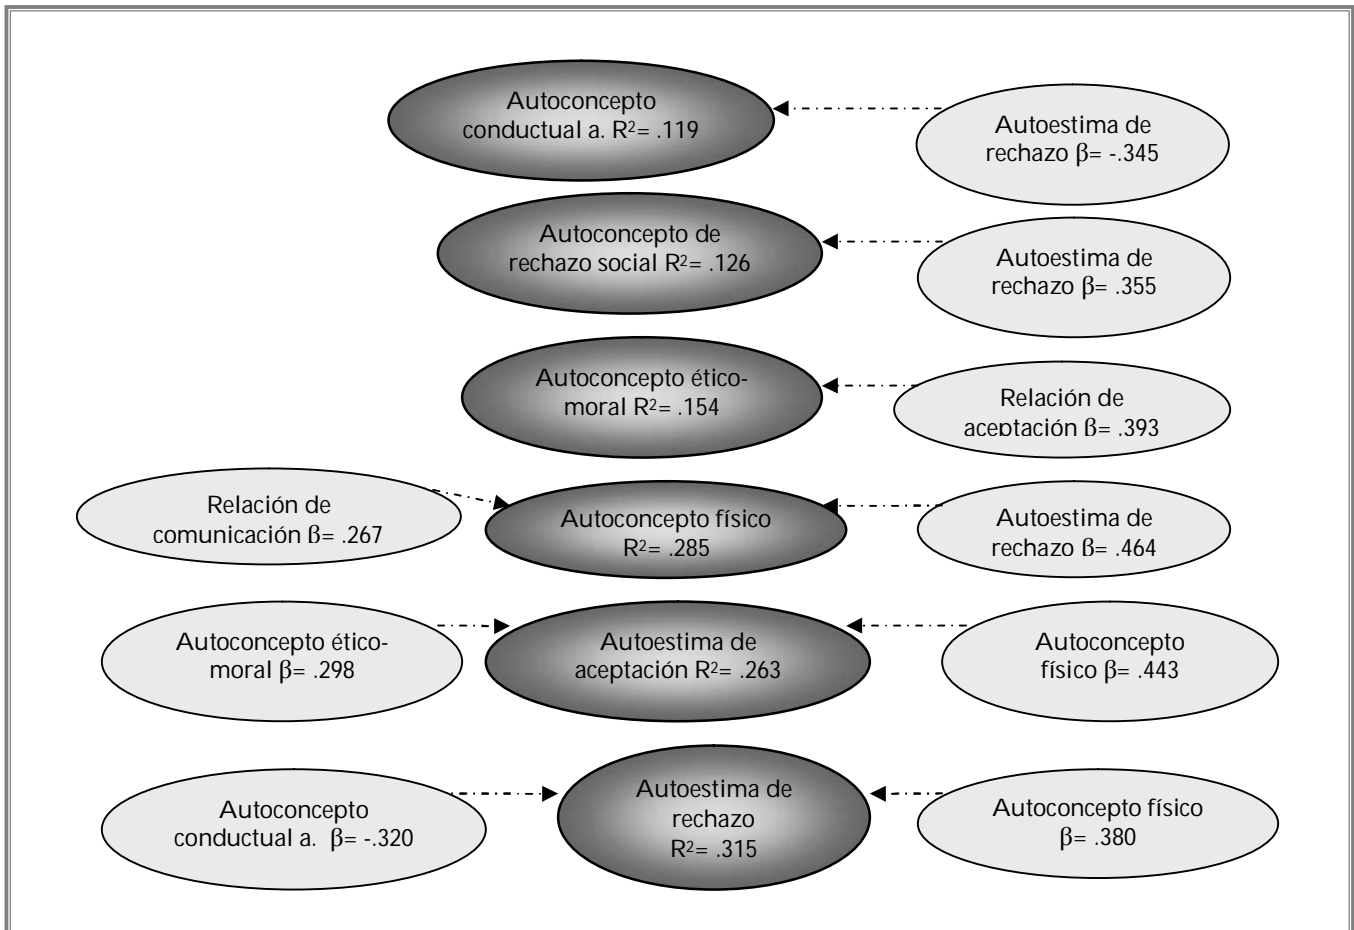 Autoconcepto
conductual a. R²= .119
Autoestima de
rechazo β= -.345
Autoconcepto de
rechazo social R²= .126
Autoestima de
rechazo β= .355
Autoconcepto ético-
moral R²= .154
Relación de
aceptación β= .393
Relación de
comunicación β= .267
Autoconcepto físico
R²= .285
Autoestima de
rechazo β= .464
Autoconcepto ético-
moral β= .298
Autoestima de
aceptación R²= .263
Autoconcepto
físico β= .443
Autoconcepto
conductual a. β= -.320
Autoestima de
rechazo
R²= .315
Autoconcepto físico
β= .380